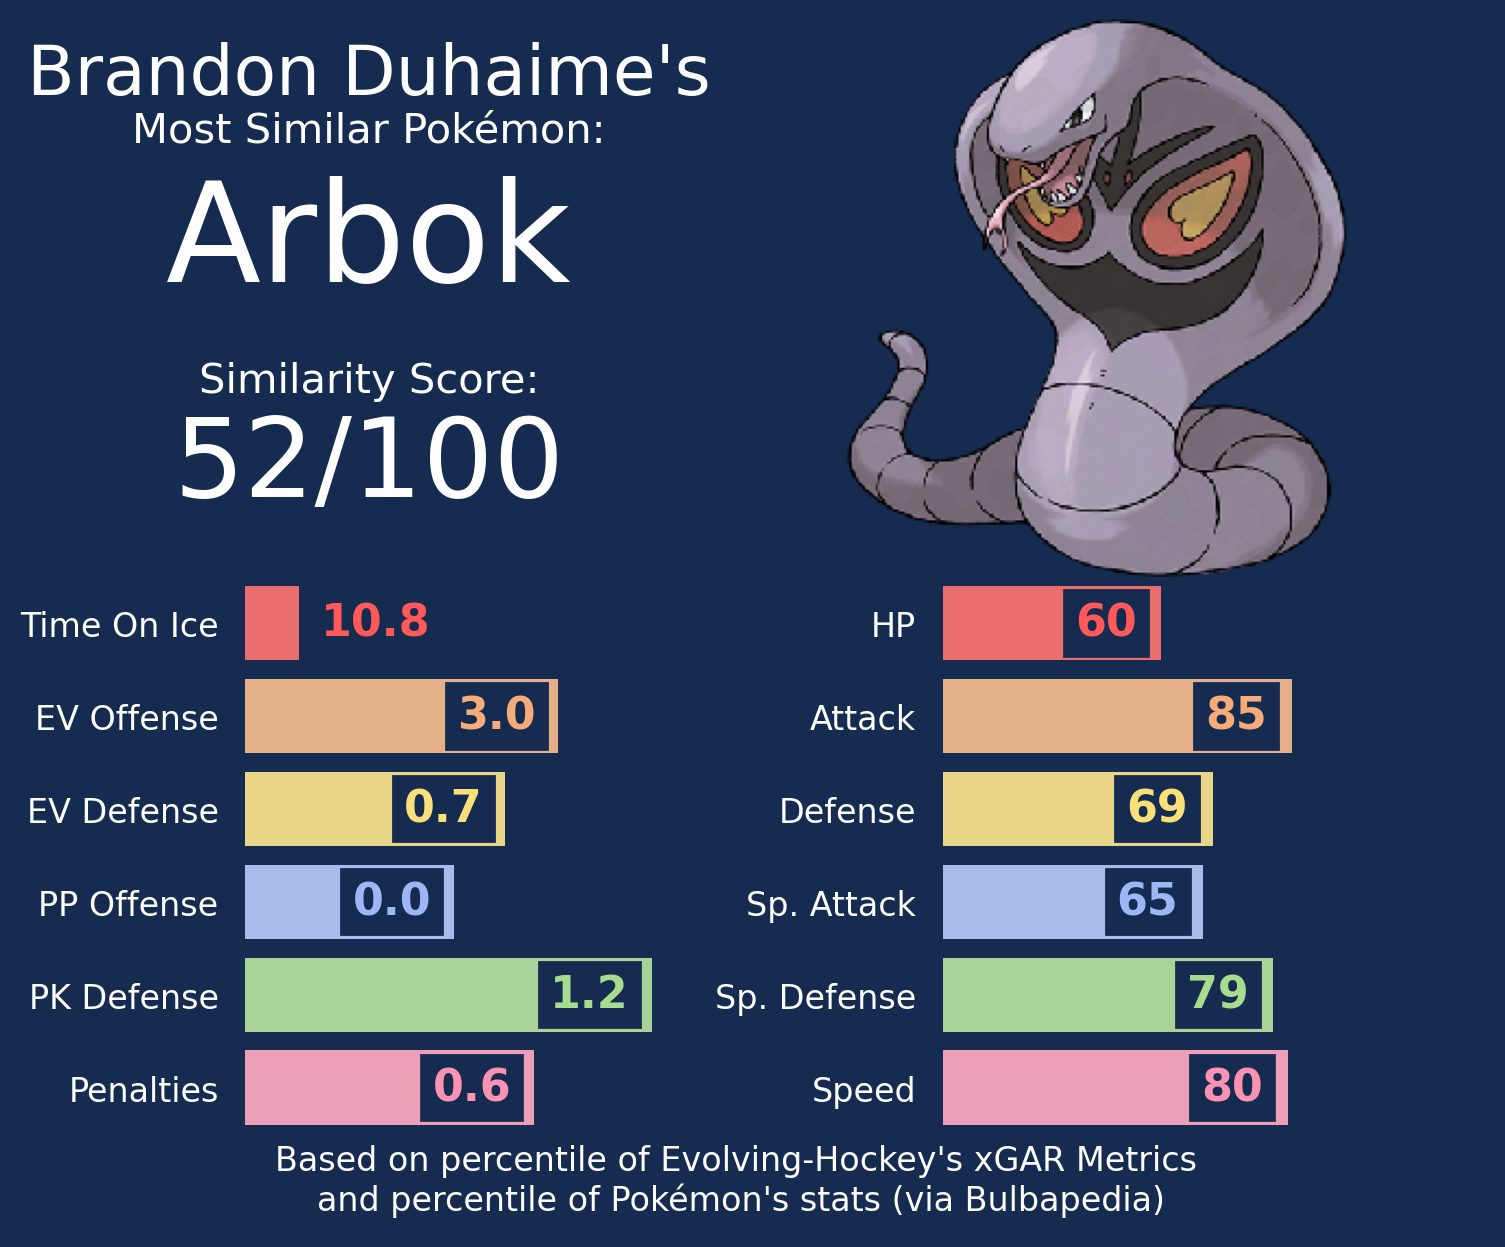 Brandon Duhaime's
Most Similar Pokémon:
Arbok
Similarity Score:
52/100
Time On Ice 10.8
EV Offense 3.0
EV Defense 0.7
PP Offense 0.0
PK Defense 1.2
Penalties 0.6
HP 60
Attack 85
Defense 69
Sp. Attack 65
Sp. Defense 79
Speed 80
Based on percentile of Evolving-Hockey's xGAR Metrics
and percentile of Pokémon's stats (via Bulbapedia)